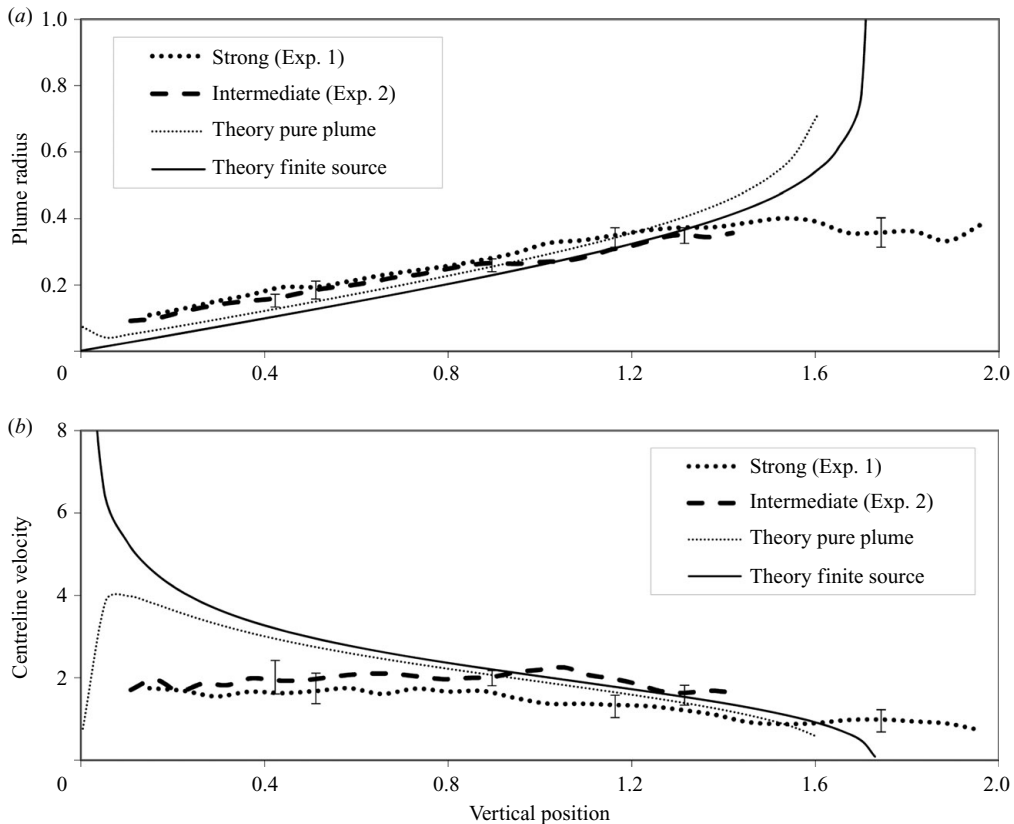 (a)
1.0
0.8
0.6
0.4
0.2
Plume radius
Strong (Exp. 1)
Intermediate (Exp. 2)
Theory pure plume
Theory finite source
0 0.4 0.8 1.2 1.6 2.0
(b)
8
6
4
2
Centreline velocity
Strong (Exp. 1)
Intermediate (Exp. 2)
Theory pure plume
Theory finite source
0 0.4 0.8 1.2 1.6 2.0
Vertical position